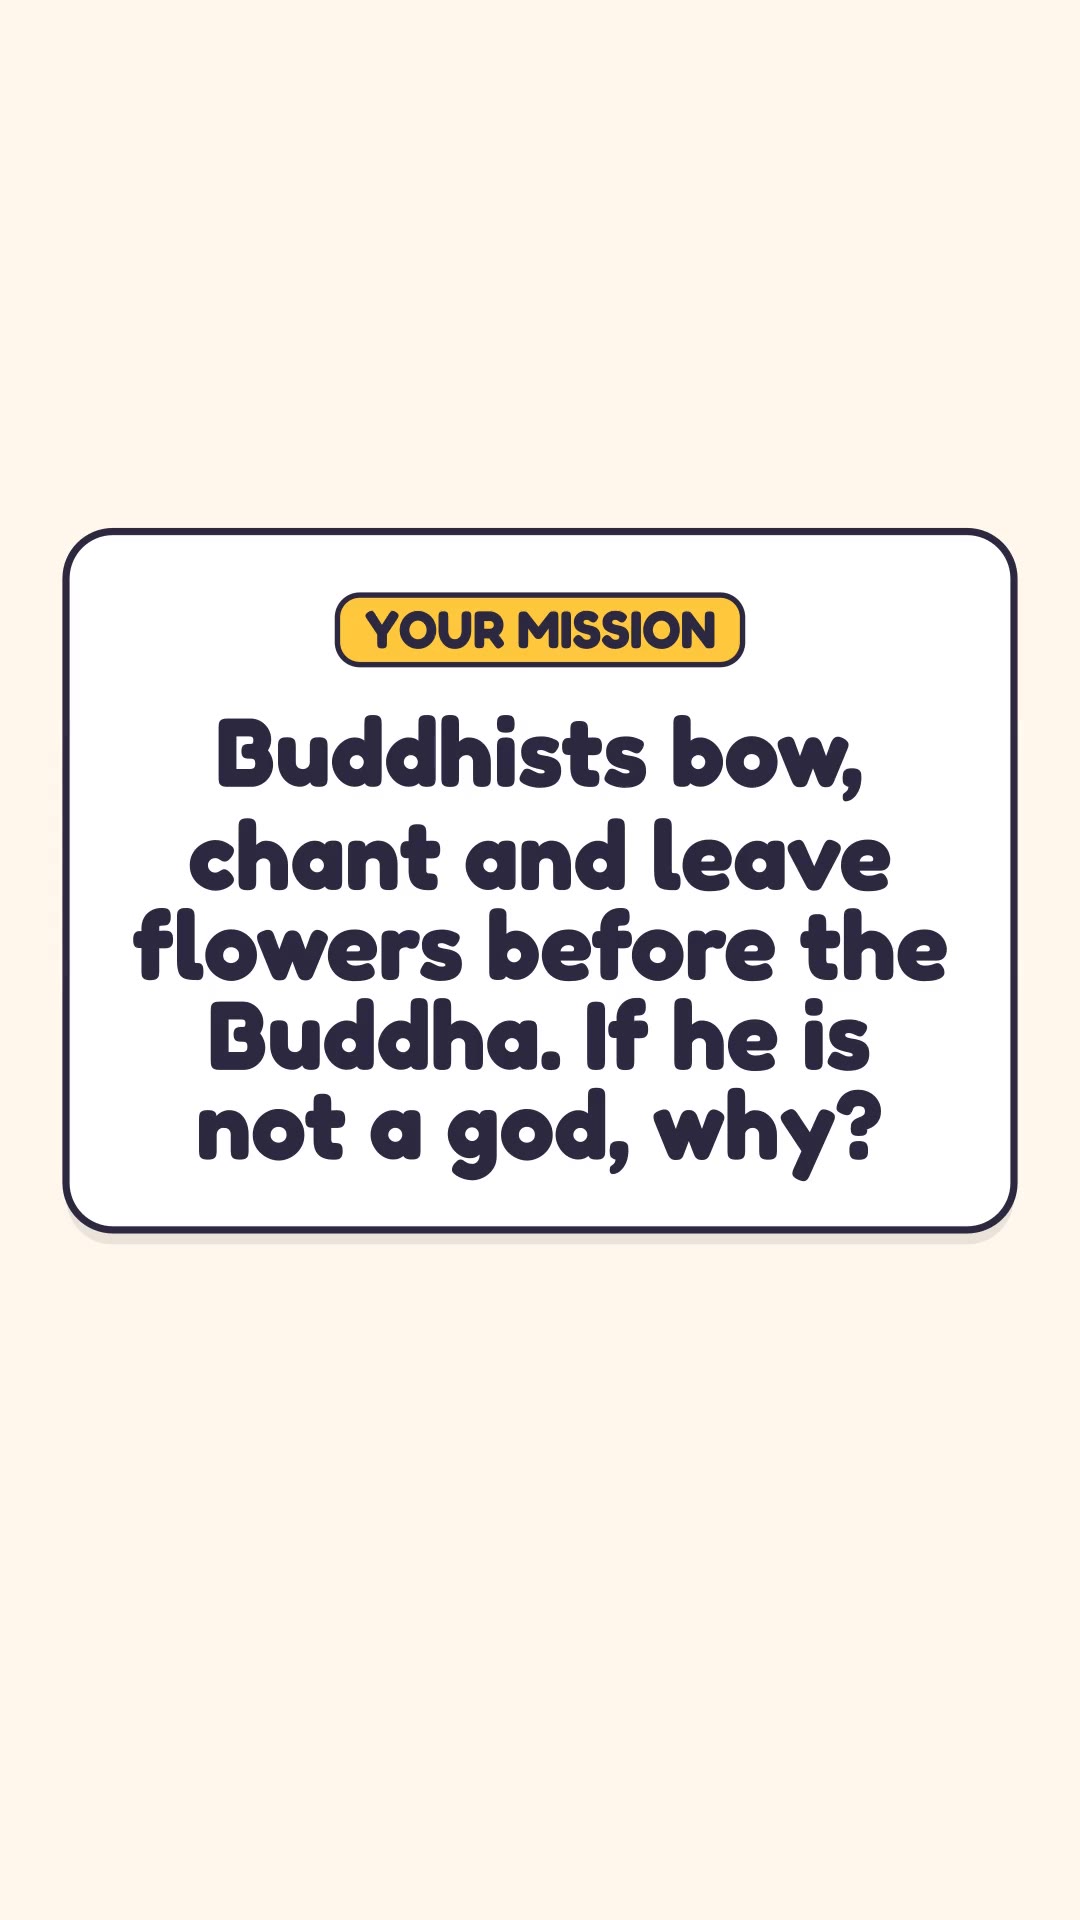 YOUR MISSION
Buddhists bow,
chant and leave
flowers before the
Buddha. If he is
not a god, why?